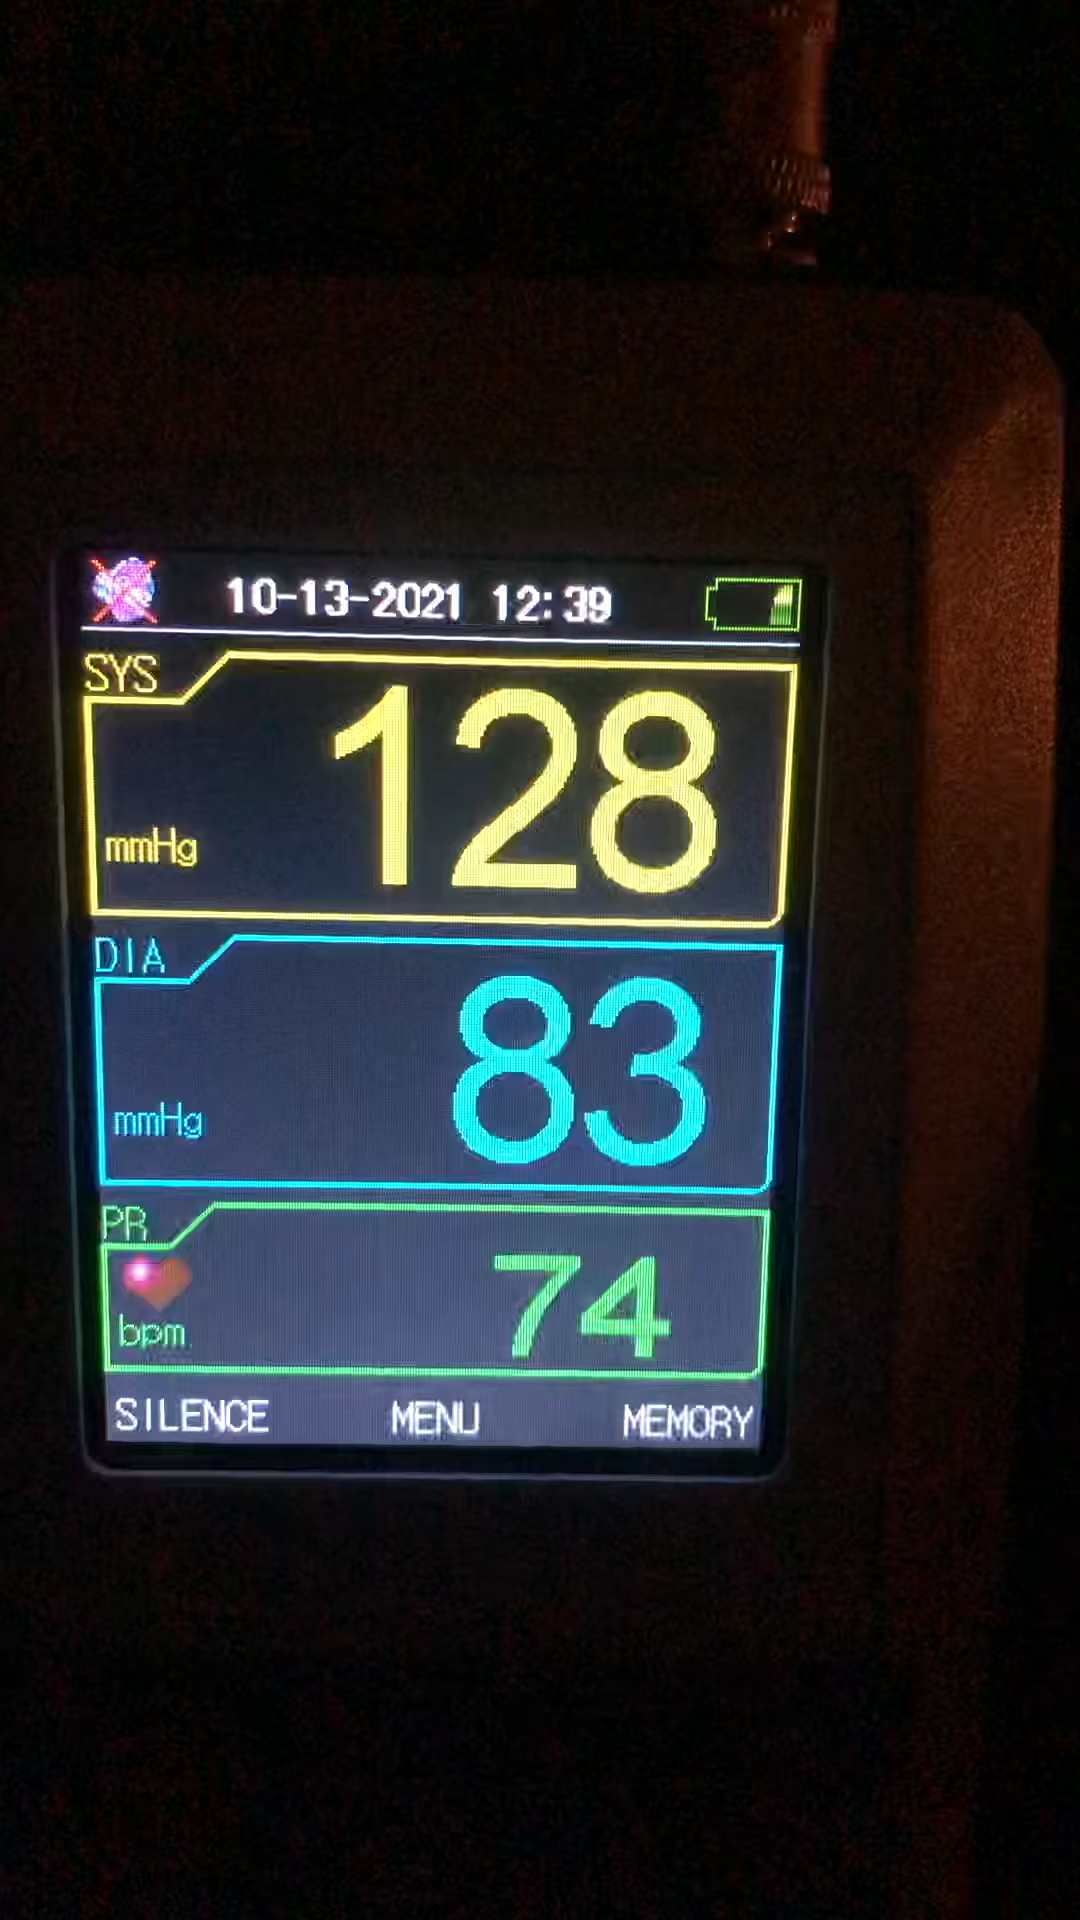 10-13-2021 12:39
SYS
128
mmHg
DIA
83
mmHg
PR
74
bpm
SILENCE MENU MEMORY